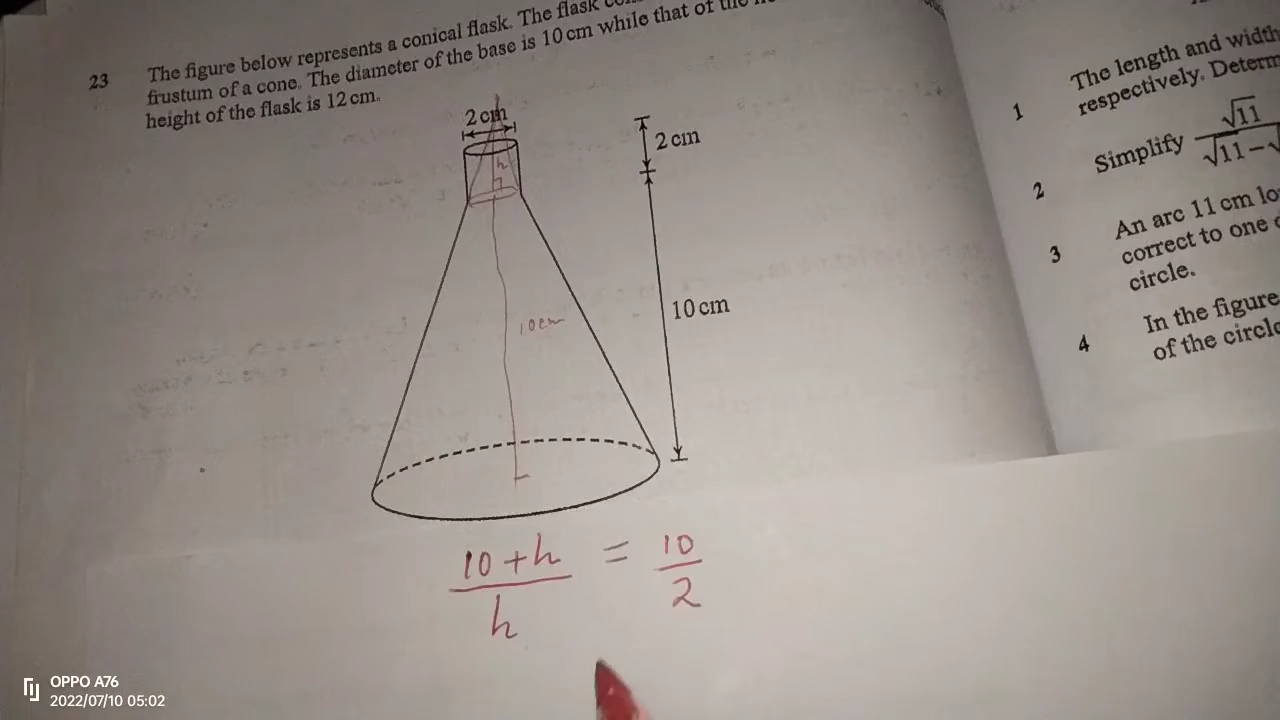 23 The figure below represents a conical flask. The flask
frustum of a cone. The diameter of the base is 10 cm while that of the
height of the flask is 12 cm.
2 cm
2 cm
h
10cm
10 cm
10 + h = 10
h 2
1 The length and width
respectively.
2 Simplify √11
√11 −
3 An arc 11 cm
correct to one
circle.
4 In the figure
of the circle
OPPO A76
2022/07/10 05:02